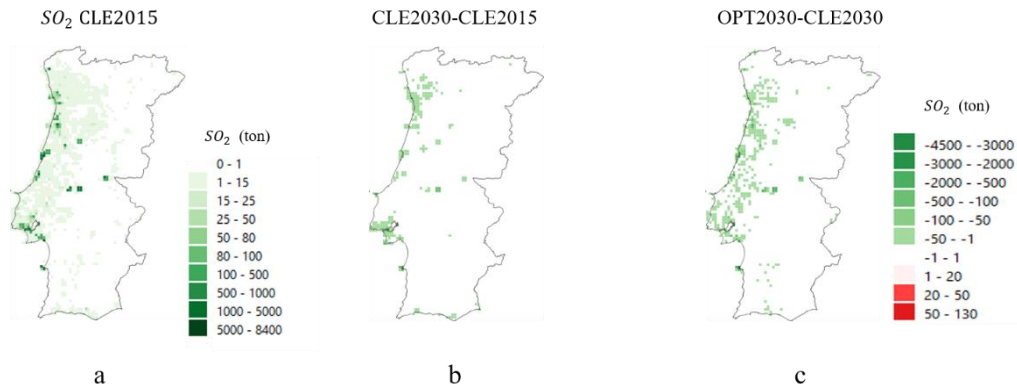 SO₂ CLE2015
CLE2030-CLE2015
OPT2030-CLE2030
SO₂ (ton)
0 - 1
1 - 15
15 - 25
25 - 50
50 - 80
80 - 100
100 - 500
500 - 1000
1000 - 5000
5000 - 8400
SO₂ (ton)
-4500 - -3000
-3000 - -2000
-2000 - -500
-500 - -100
-100 - -50
-50 - -1
-1 - 1
1 - 20
20 - 50
50 - 130
a
b
c